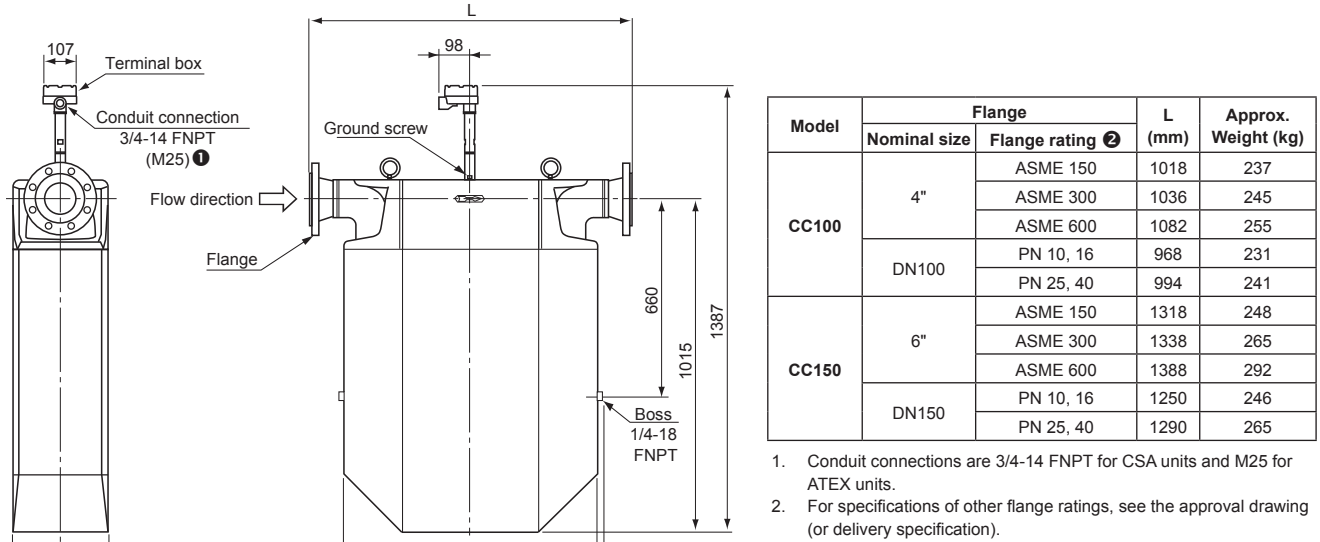 L
107
98
Terminal box
Conduit connection
3/4-14 FNPT
(M25) ❶
Ground screw
Flow direction
Flange
660
1015
1387
Boss
1/4-18
FNPT
Model Flange L (mm) Approx. Weight (kg)
Nominal size Flange rating ❷
CC100 4" ASME 150 1018 237
ASME 300 1036 245
ASME 600 1082 255
DN100 PN 10, 16 968 231
PN 25, 40 994 241
CC150 6" ASME 150 1318 248
ASME 300 1338 265
ASME 600 1388 292
DN150 PN 10, 16 1250 246
PN 25, 40 1290 265
1. Conduit connections are 3/4-14 FNPT for CSA units and M25 for
ATEX units.
2. For specifications of other flange ratings, see the approval drawing
(or delivery specification).